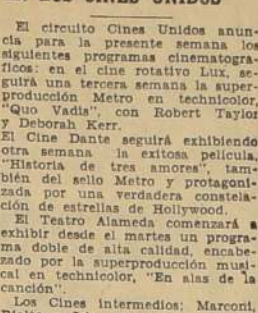 El circuito Cines Unidos anun-
cia para la presente semana los
siguientes programas cinematogra-
ficos: en el cine rotativo Lux, se-
guirá una tercera semana la super-
producción Metro en technicolor,
"Quo Vadis", con Robert Taylor
y Deborah Kerr.
El Cine Dante seguirá exhibiendo
otra semana la exitosa película,
"Historia de tres amores", tam-
bién del sello Metro y protagoni-
zada por una verdadera constela-
ción de estrellas de Hollywood.
El Teatro Alameda comenzará a
exhibir desde el martes un progra-
ma doble de alta calidad, encabe-
zado por la superproducción musi-
cal en technicolor, "En alas de la
canción".
Los Cines intermedios; Marconi,